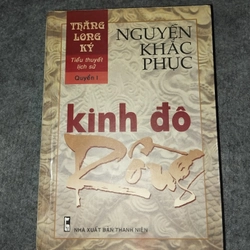 THĂNG
LONG
KÝ
Tiểu thuyết
lịch sử
Quyển I
NGUYỄN
KHẮC
PHỤC
kinh đô
Rồng
NHÀ XUẤT BẢN THANH NIÊN